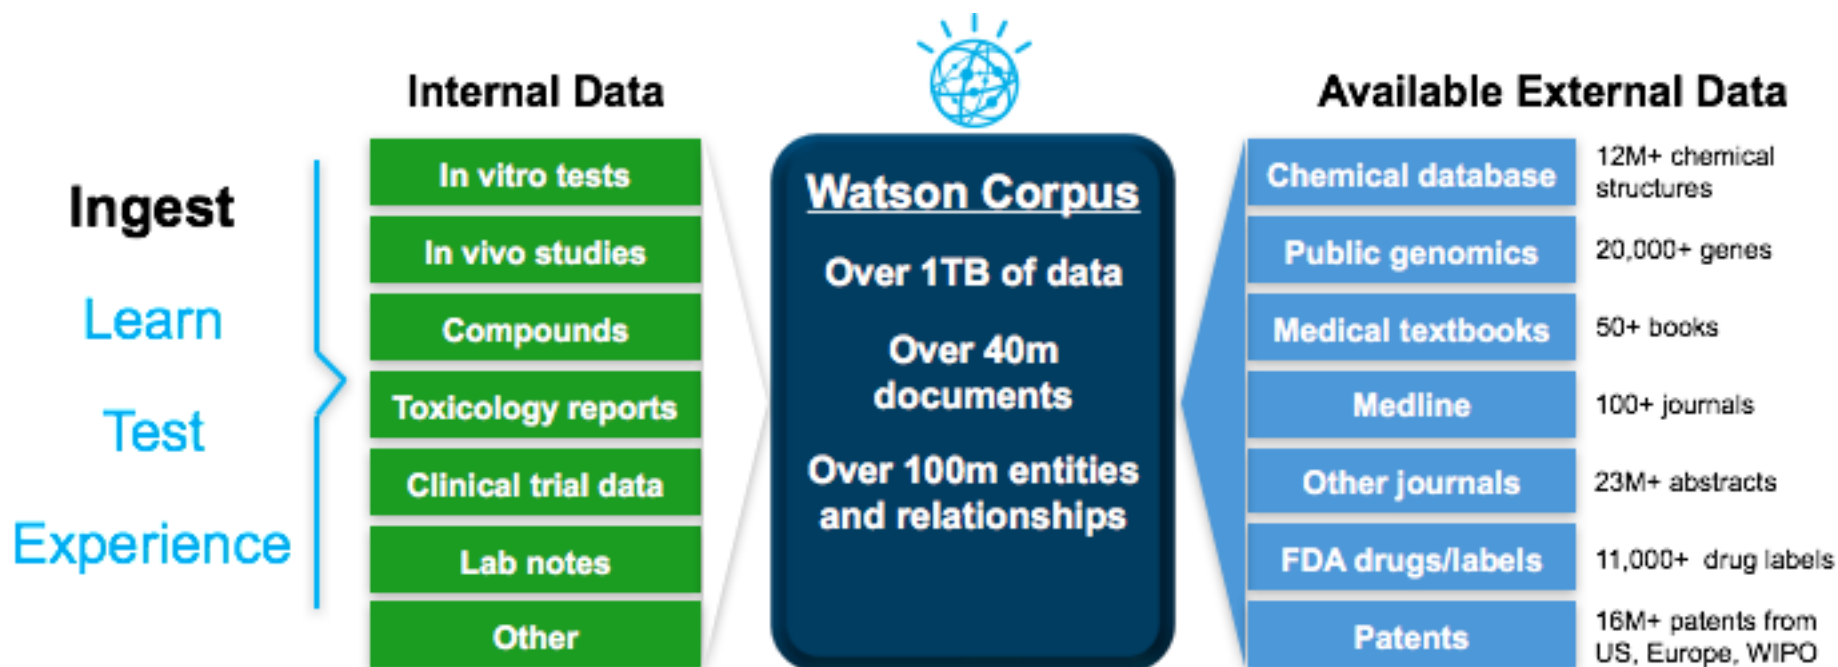 Ingest
Learn
Test
Experience
Internal Data
In vitro tests
In vivo studies
Compounds
Toxicology reports
Clinical trial data
Lab notes
Other
Watson Corpus
Over 1TB of data
Over 40m
documents
Over 100m entities
and relationships
Available External Data
Chemical database
12M+ chemical
structures
Public genomics
20,000+ genes
Medical textbooks
50+ books
Medline
100+ journals
Other journals
23M+ abstracts
FDA drugs/labels
11,000+ drug labels
Patents
16M+ patents from
US, Europe, WIPO